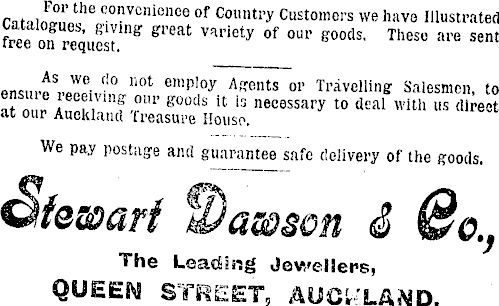 For the convenience of Country Customers we have Illustrated
Catalogues, giving great variety of our goods. These are sent
free on request.
As we do not employ Agents or Travelling Salesmen, to
ensure receiving our goods it is necessary to deal with us direct
at our Auckland Treasure House.
We pay postage and guarantee safe delivery of the goods.
Stewart Dawson & Co.,
The Leading Jewellers,
QUEEN STREET, AUCKLAND.